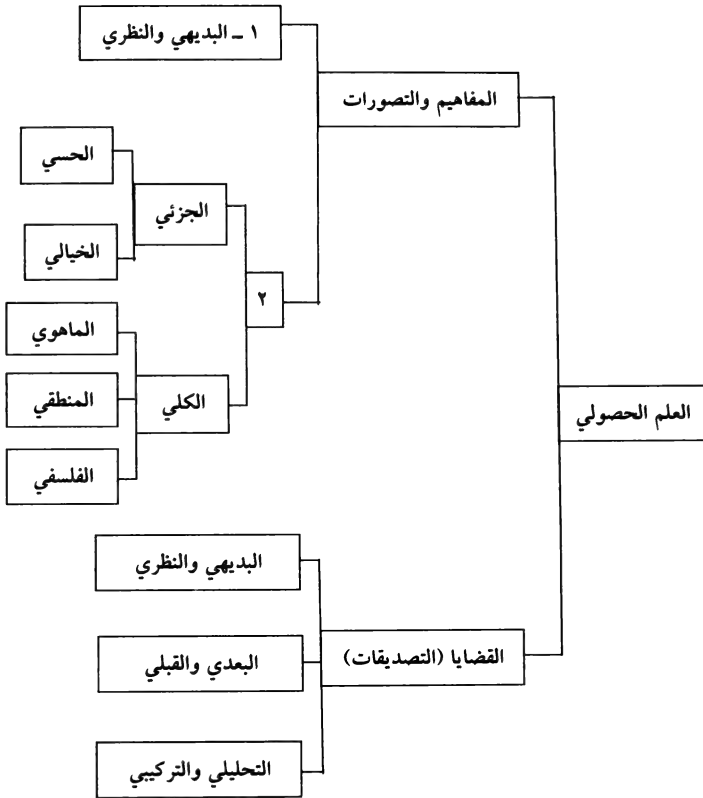 ١ ـ البديهي والنظري
المفاهيم والتصورات
الحسي
الجزئي
الخيالي
٢
الماهوي
الكلي
المنطقي
الفلسفي
العلم الحصولي
البديهي والنظري
القضايا (التصديقات)
البعدي والقبلي
التحليلي والتركيبي